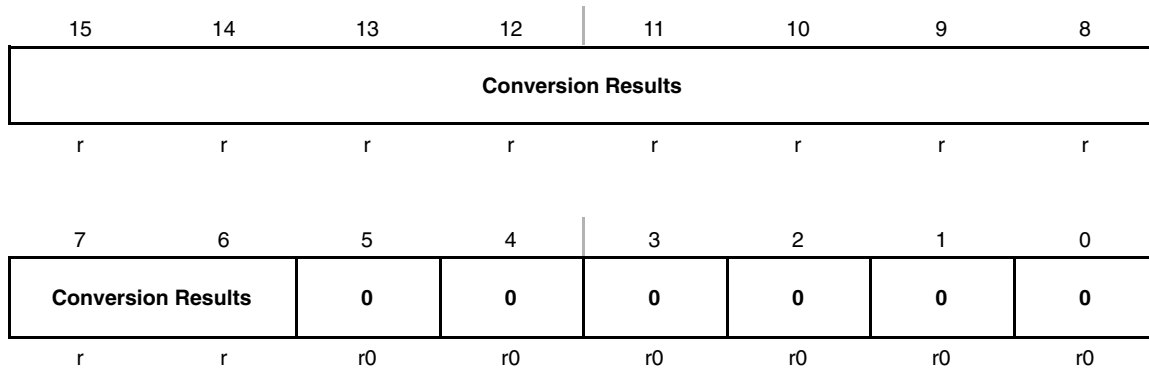 15 14 13 12 11 10 9 8
Conversion Results
r r r r r r r r
7 6 5 4 3 2 1 0
Conversion Results 0 0 0 0 0 0
r r r0 r0 r0 r0 r0 r0